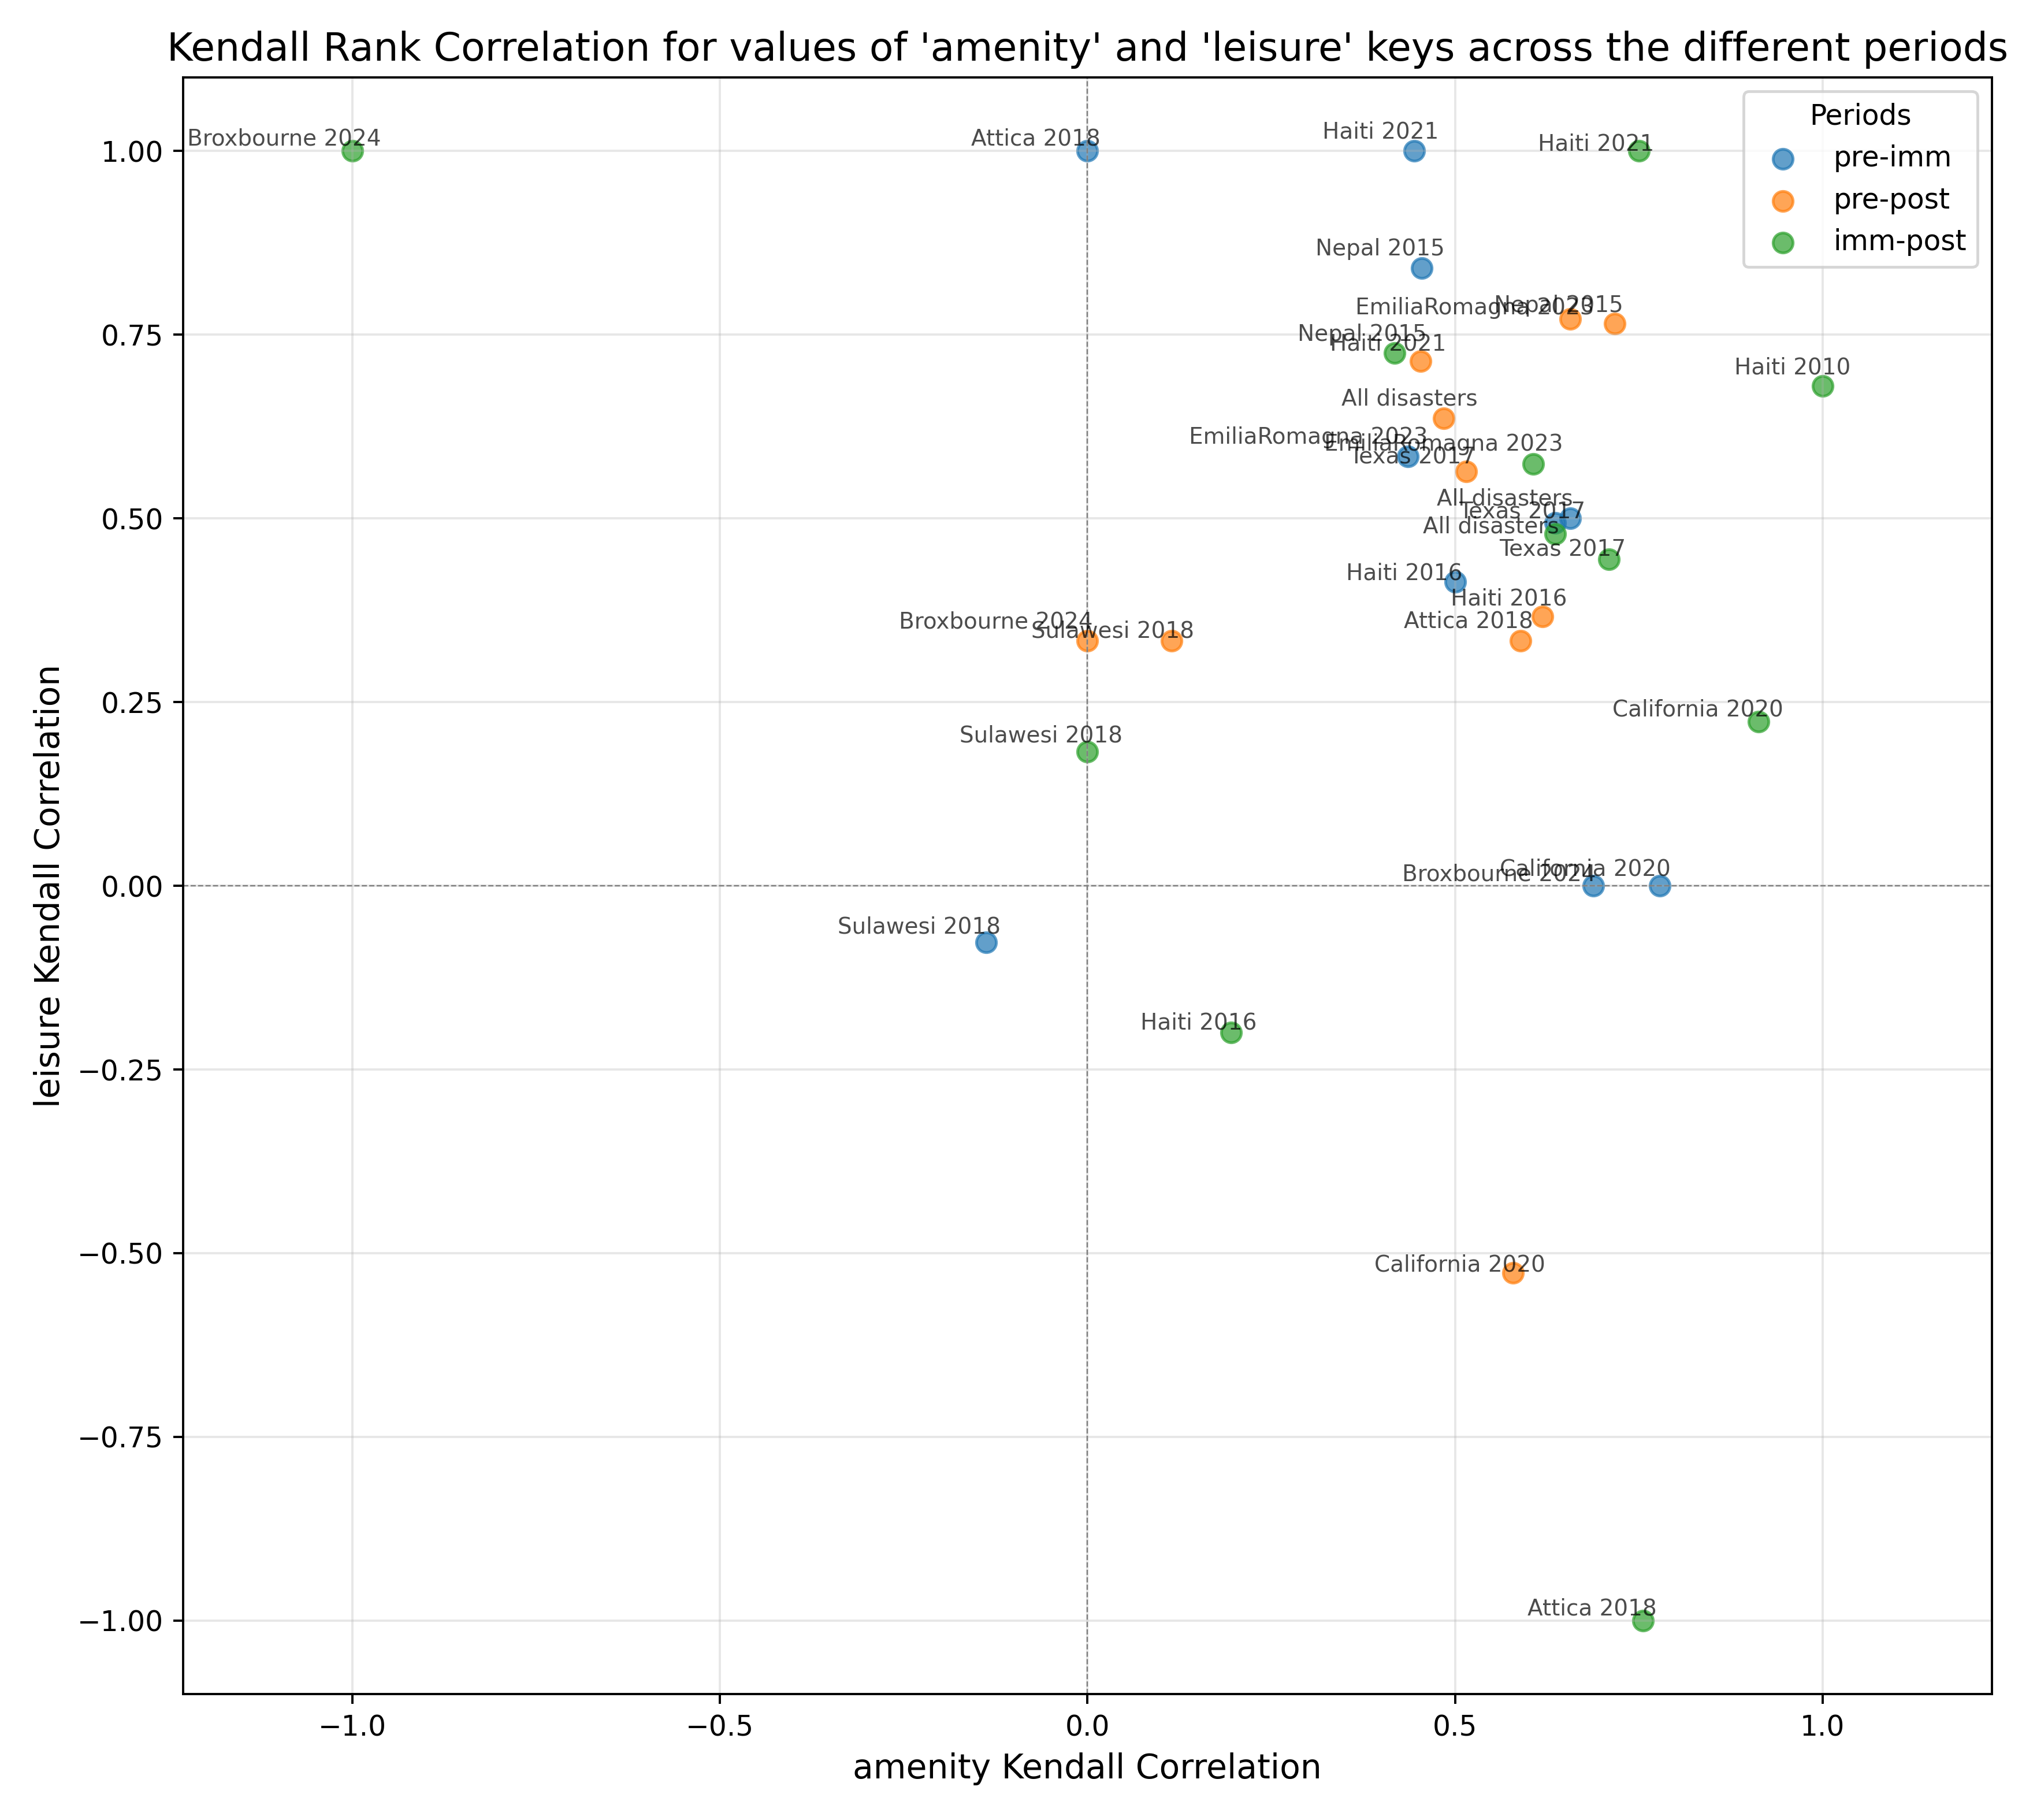 Kendall Rank Correlation for values of 'amenity' and 'leisure' keys across the different periods
Periods
pre-imm
pre-post
imm-post
Broxbourne 2024
Attica 2018
Haiti 2021
Haiti 2021
Nepal 2015
EmiliaRomagna 2023
Nepal 2015
Nepal 2015
Haiti 2021
Haiti 2010
All disasters
EmiliaRomagna 2023
EmiliaRomagna 2023
Texas 2017
All disasters
Texas 2017
All disasters
Texas 2017
Haiti 2016
Haiti 2016
Attica 2018
Broxbourne 2024
Sulawesi 2018
California 2020
Sulawesi 2018
Broxbourne 2024
California 2020
Sulawesi 2018
Haiti 2016
California 2020
Attica 2018
1.00
0.75
0.50
0.25
0.00
−0.25
−0.50
−0.75
−1.00
leisure Kendall Correlation
−1.0
−0.5
0.0
0.5
1.0
amenity Kendall Correlation